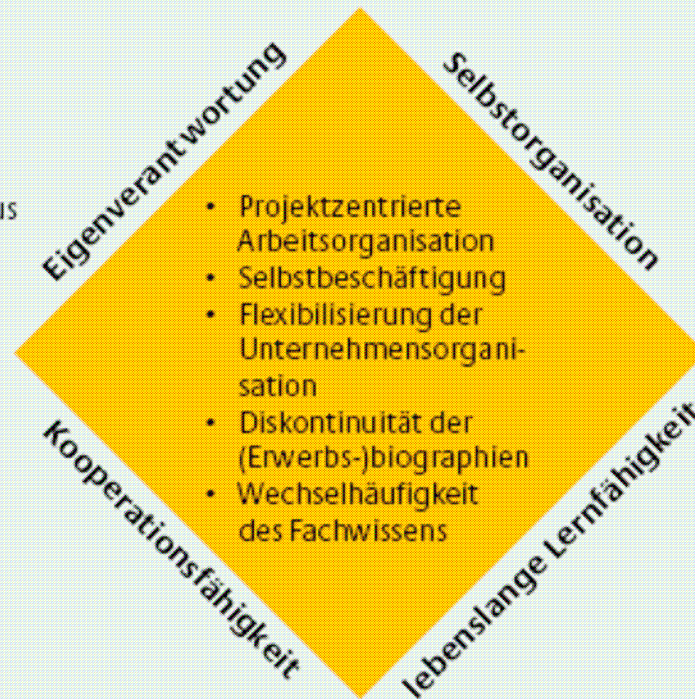 Eigenverantwortung
Selbstorganisation
• Projektzentrierte
Arbeitsorganisation
• Selbstbeschäftigung
• Flexibilisierung der
Unternehmensorgani-
sation
• Diskontinuität der
(Erwerbs-)biographien
• Wechselhäufigkeit
des Fachwissens
Kooperationsfähigkeit
lebenslange Lernfähigkeit